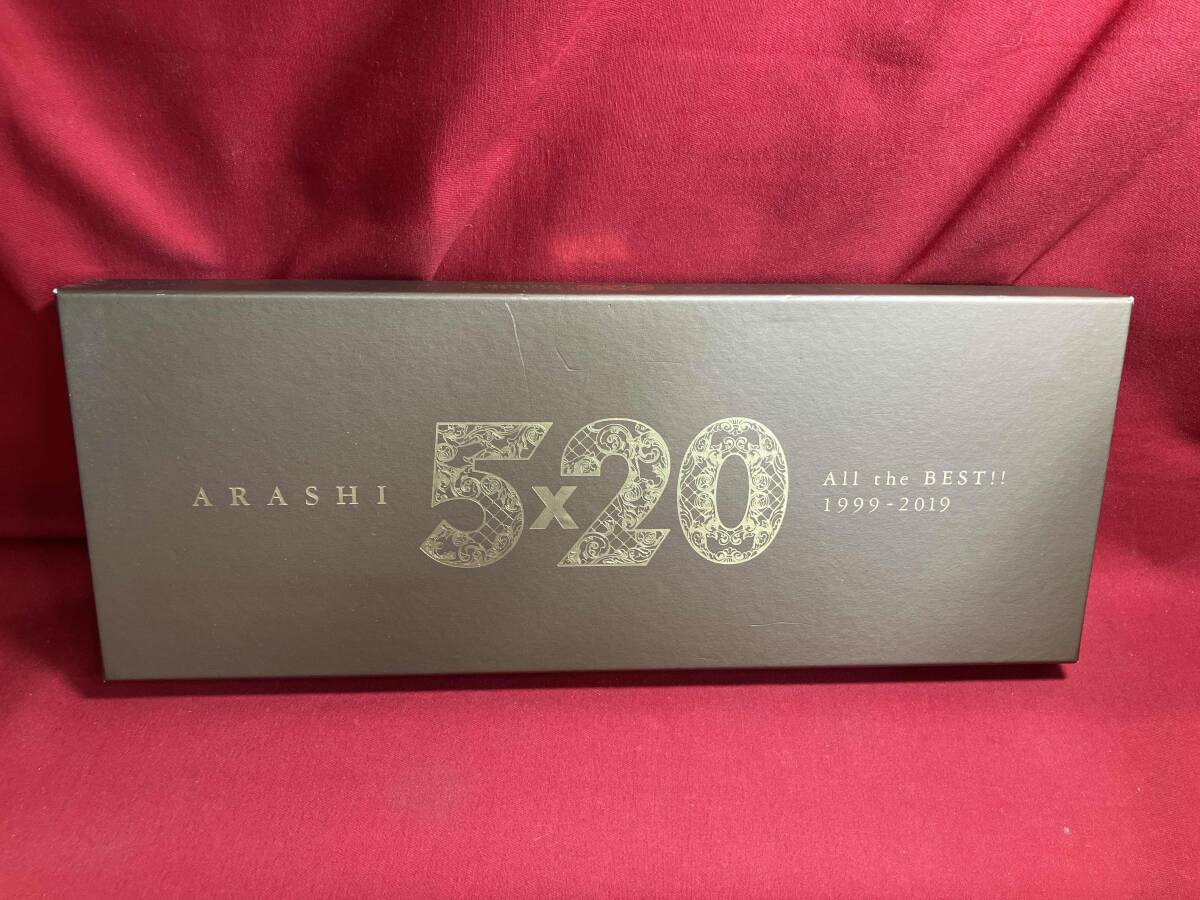 ARASHI
5x20
All the BEST!!
1999-2019